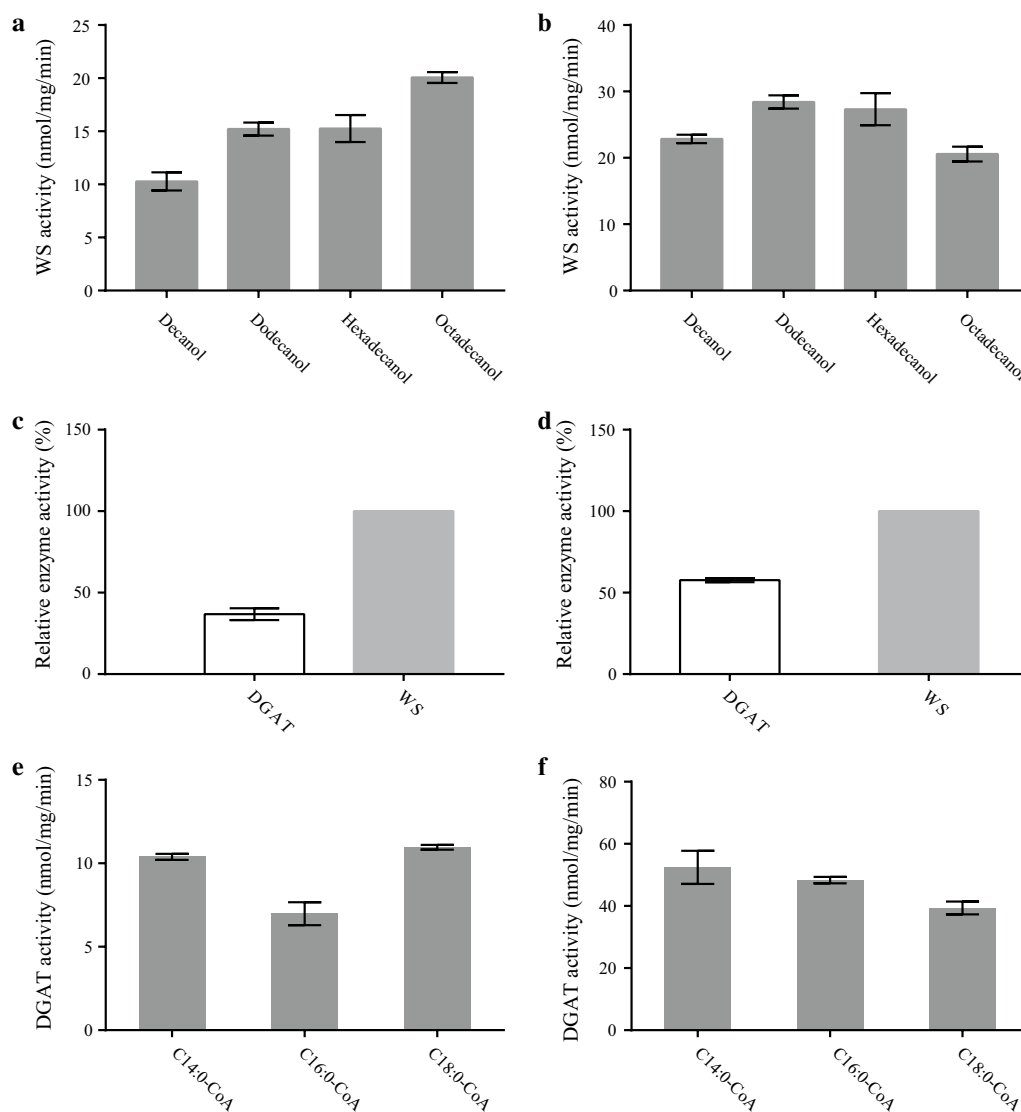 a
WS activity (nmol/mg/min)
25
20
15
10
5
0
Decanol
Dodecanol
Hexadecanol
Octadecanol
b
WS activity (nmol/mg/min)
40
30
20
10
0
Decanol
Dodecanol
Hexadecanol
Octadecanol
c
Relative enzyme activity (%)
150
100
50
0
DGAT
WS
d
Relative enzyme activity (%)
150
100
50
0
DGAT
WS
e
DGAT activity (nmol/mg/min)
15
10
5
0
C14:0-CoA
C16:0-CoA
C18:0-CoA
f
DGAT activity (nmol/mg/min)
80
60
40
20
0
C14:0-CoA
C16:0-CoA
C18:0-CoA